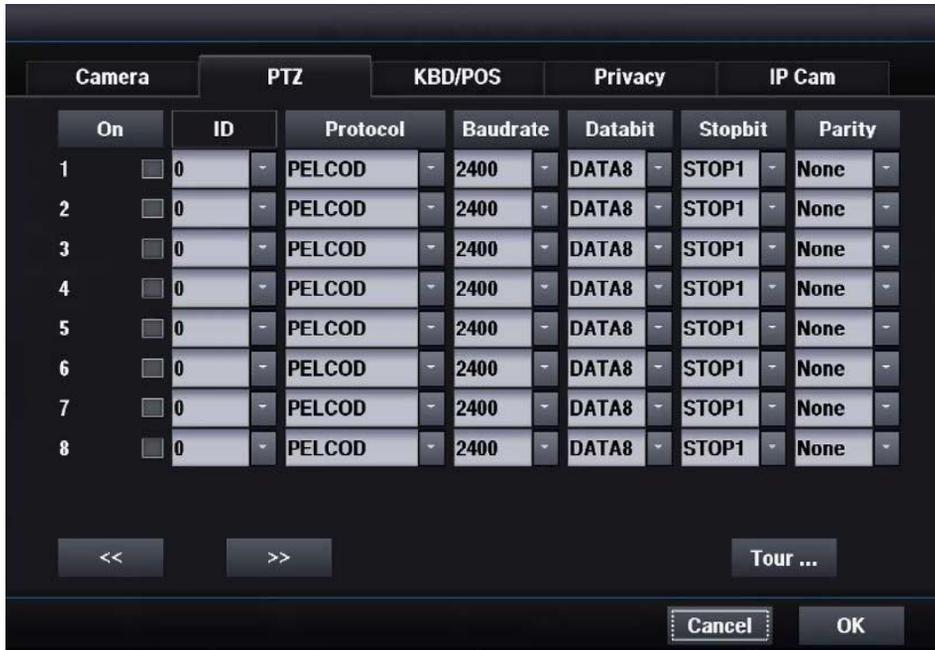 Camera PTZ KBD/POS Privacy IP Cam
On ID Protocol Baudrate Databit Stopbit Parity
1 0 PELCOD 2400 DATA8 STOP1 None
2 0 PELCOD 2400 DATA8 STOP1 None
3 0 PELCOD 2400 DATA8 STOP1 None
4 0 PELCOD 2400 DATA8 STOP1 None
5 0 PELCOD 2400 DATA8 STOP1 None
6 0 PELCOD 2400 DATA8 STOP1 None
7 0 PELCOD 2400 DATA8 STOP1 None
8 0 PELCOD 2400 DATA8 STOP1 None
<< >> Tour ...
Cancel OK